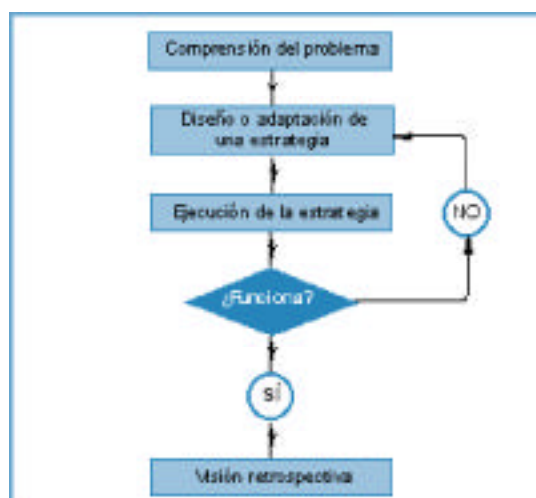 Comprensión del problema
Diseño o adaptación de
una estrategia
Ejecución de la estrategia
NO
¿Funciona?
SÍ
Visión retrospectiva